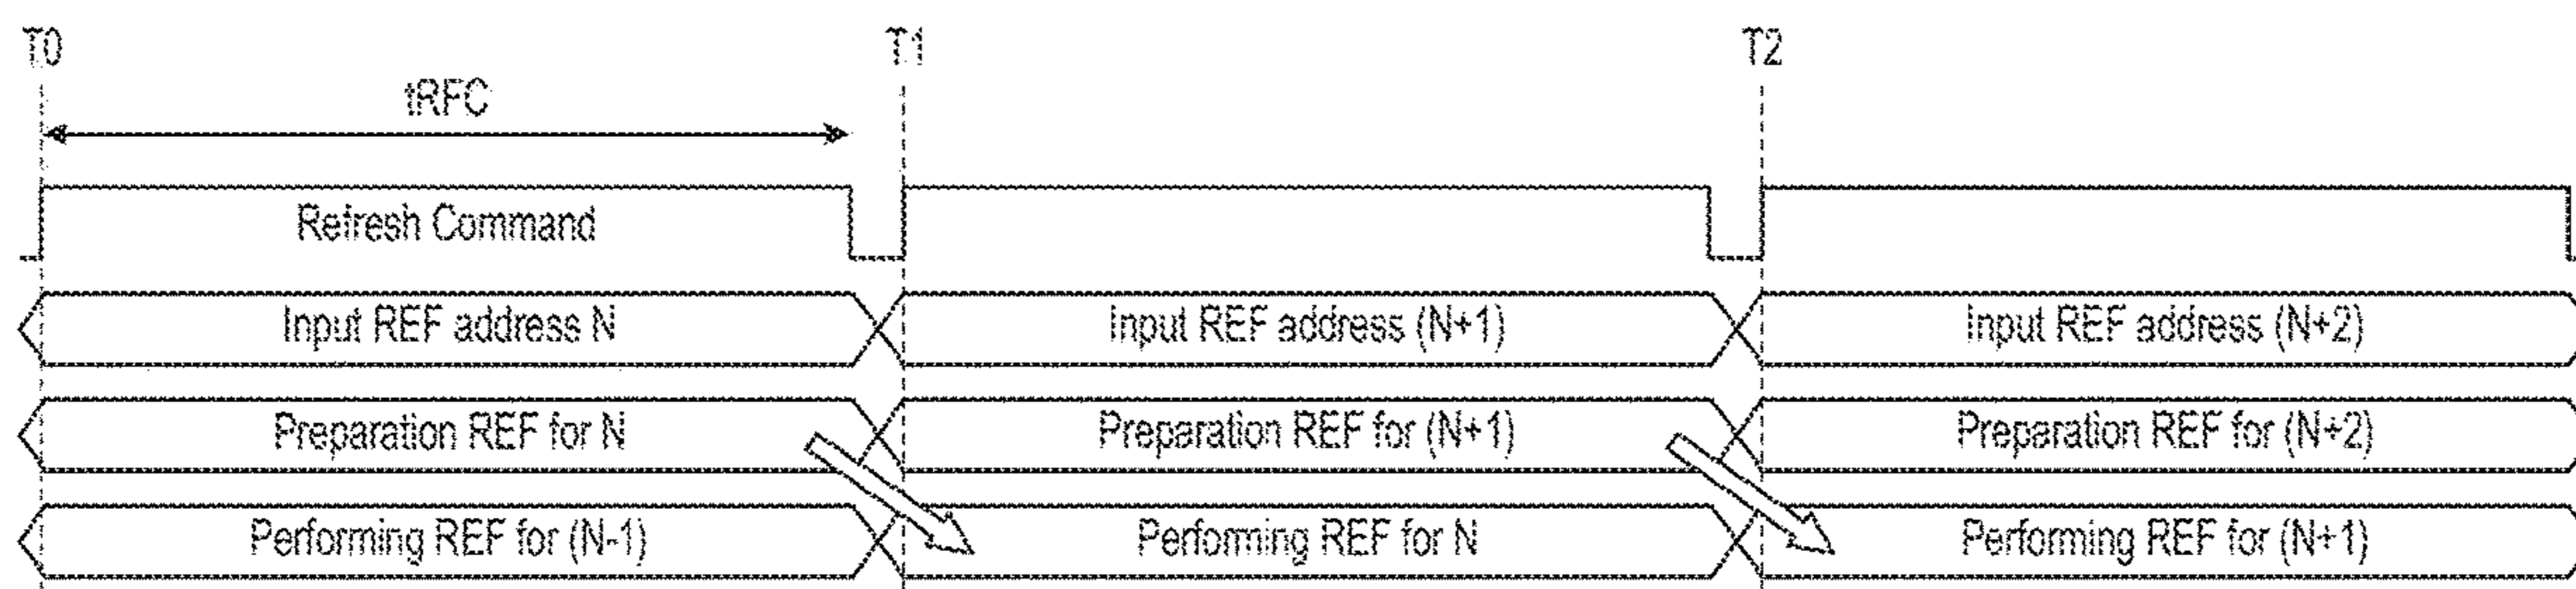 T0 T1 T2
tRFC
Refresh Command
Input REF address N Input REF address (N+1) Input REF address (N+2)
Preparation REF for N Preparation REF for (N+1) Preparation REF for (N+2)
Performing REF for (N-1) Performing REF for N Performing REF for (N+1)